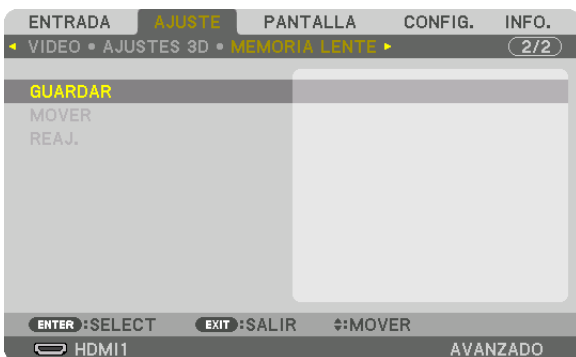 ENTRADA AJUSTE PANTALLA CONFIG. INFO.
VIDEO • AJUSTES 3D • MEMORIA LENTE 2/2
GUARDAR
MOVER
REAJ.
ENTER :SELECT EXIT :SALIR :MOVER
HDMI1 AVANZADO